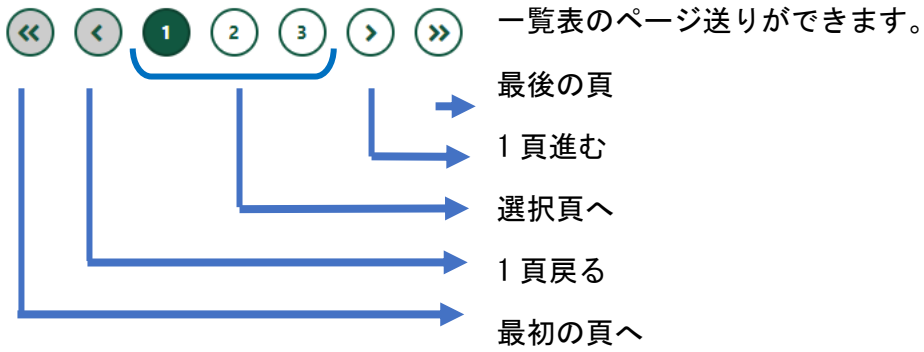 « < 1 2 3 > »
一覧表のページ送りができます。
最後の頁
1頁進む
選択頁へ
1頁戻る
最初の頁へ